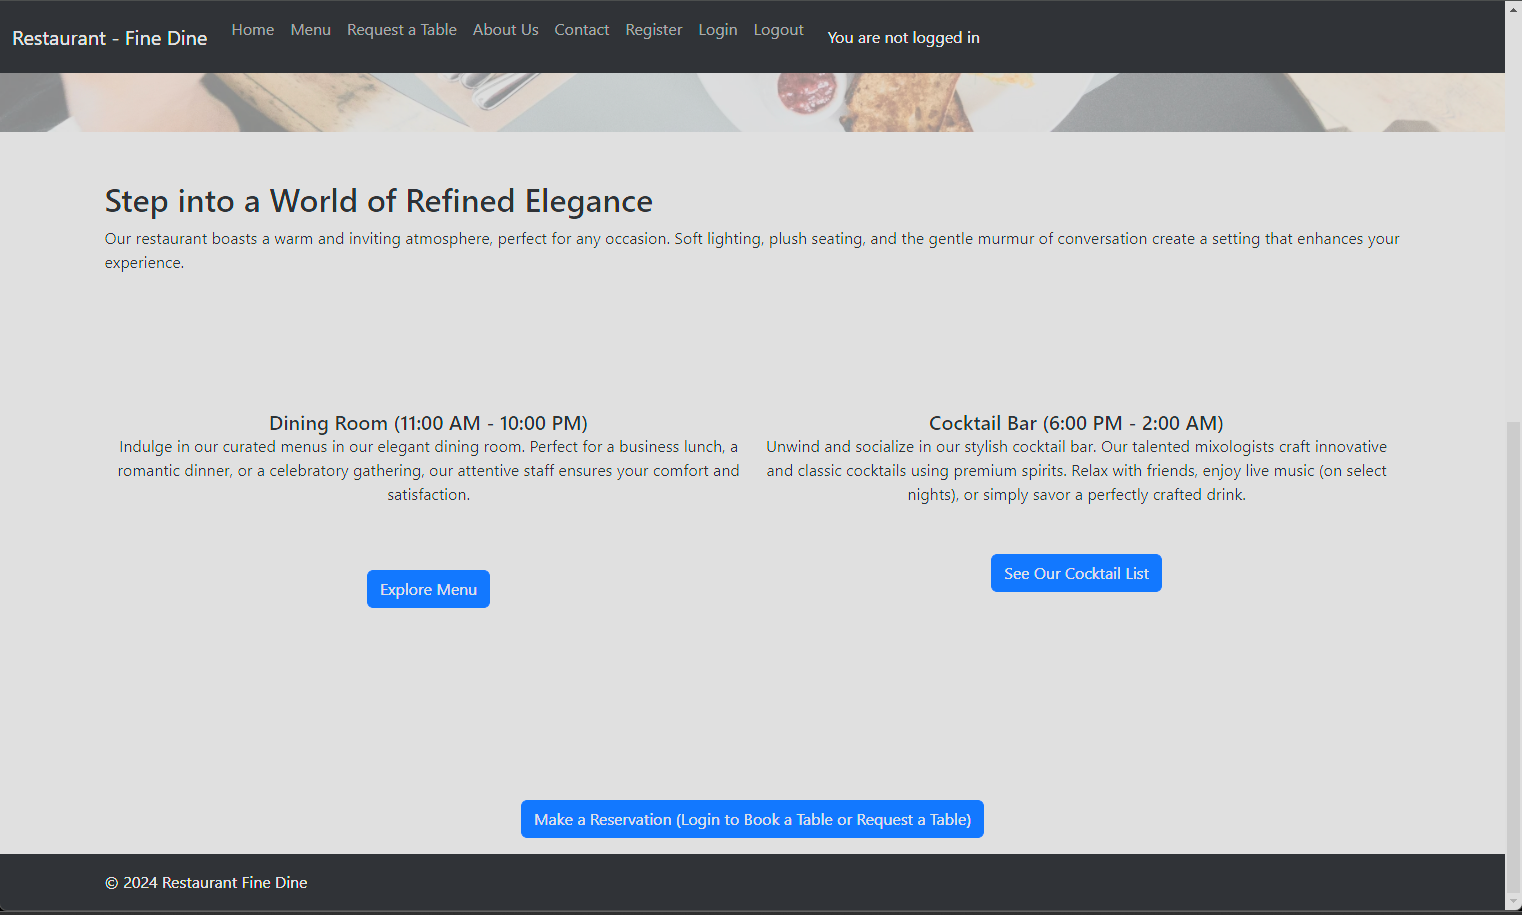 Restaurant - Fine Dine Home Menu Request a Table About Us Contact Register Login Logout You are not logged in
Step into a World of Refined Elegance
Our restaurant boasts a warm and inviting atmosphere, perfect for any occasion. Soft lighting, plush seating, and the gentle murmur of conversation create a setting that enhances your
experience.
Dining Room (11:00 AM - 10:00 PM)
Indulge in our curated menus in our elegant dining room. Perfect for a business lunch, a
romantic dinner, or a celebratory gathering, our attentive staff ensures your comfort and
satisfaction.
Explore Menu
Cocktail Bar (6:00 PM - 2:00 AM)
Unwind and socialize in our stylish cocktail bar. Our talented mixologists craft innovative
and classic cocktails using premium spirits. Relax with friends, enjoy live music (on select
nights), or simply savor a perfectly crafted drink.
See Our Cocktail List
Make a Reservation (Login to Book a Table or Request a Table)
© 2024 Restaurant Fine Dine